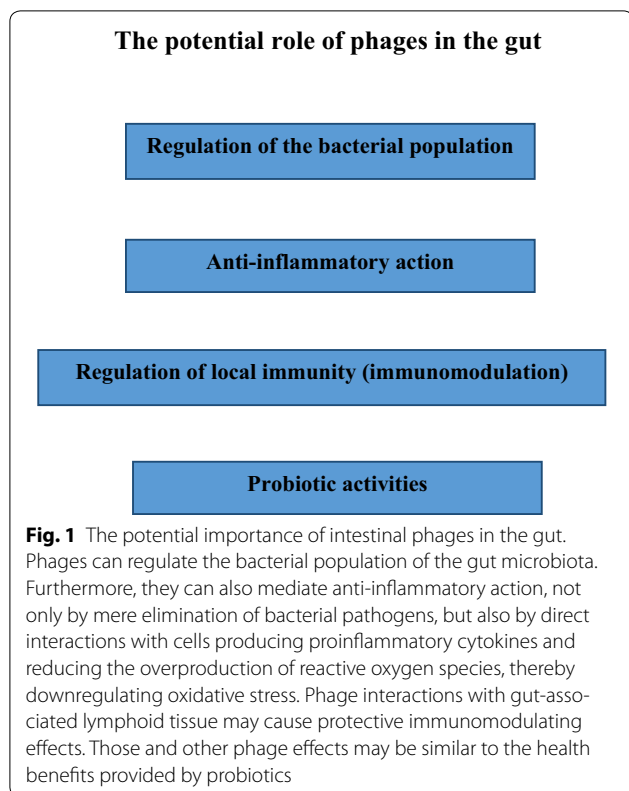 The potential role of phages in the gut
Regulation of the bacterial population
Anti-inflammatory action
Regulation of local immunity (immunomodulation)
Probiotic activities
Fig. 1 The potential importance of intestinal phages in the gut.
Phages can regulate the bacterial population of the gut microbiota.
Furthermore, they can also mediate anti-inflammatory action, not
only by mere elimination of bacterial pathogens, but also by direct
interactions with cells producing proinflammatory cytokines and
reducing the overproduction of reactive oxygen species, thereby
downregulating oxidative stress. Phage interactions with gut-asso-
ciated lymphoid tissue may cause protective immunomodulating
effects. Those and other phage effects may be similar to the health
benefits provided by probiotics